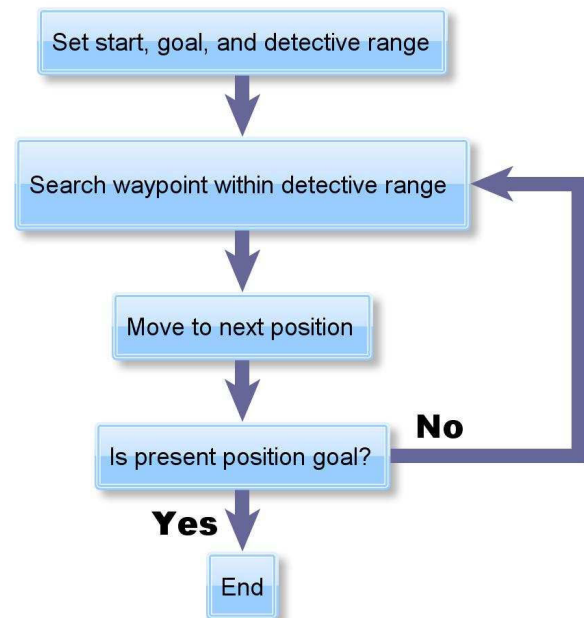 Set start, goal, and detective range
Search waypoint within detective range
Move to next position
Is present position goal?
No
Yes
End